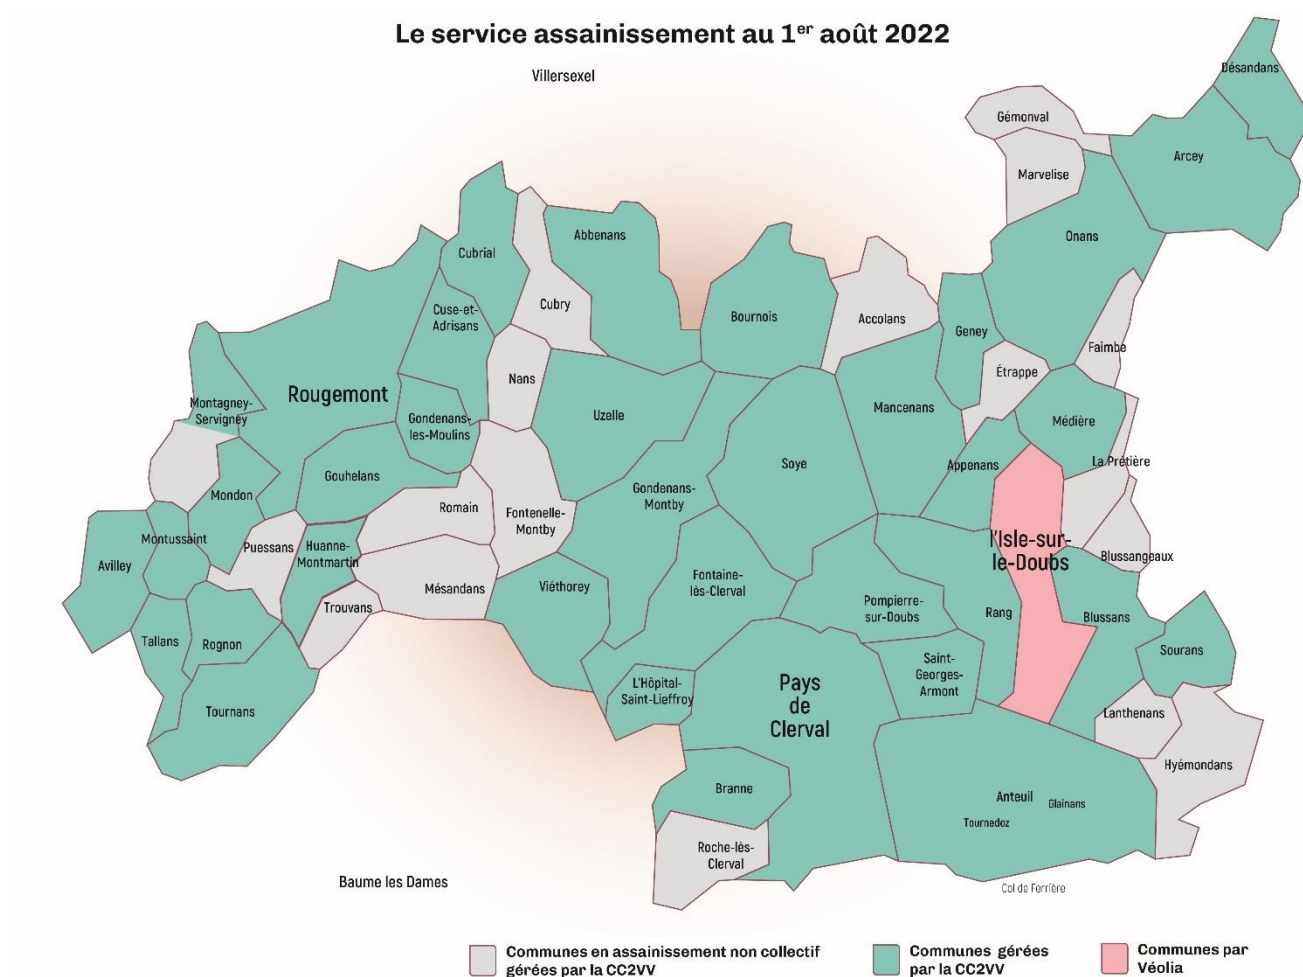 Le service assainissement au 1er août 2022
Villersexel
Désandans
Gémonval
Arcey
Marvelise
Onans
Abbenans
Cubrial
Cubry
Cuse-et-
Adrisans
Bournois
Accolans
Geney
Faimbe
Étrappe
Nans
Rougemont
Montagney-
Servigney
Gondenans-
les-Moulins
Uzelle
Mancenans
Médière
Soye
Appenans
La Prétière
Gouhelans
Mondon
Gondenans-
Montby
Romain
Fontenelle-
Montby
l'Isle-sur-
le-Doubs
Montussaint
Puessans
Huanne-
Montmartin
Blussangeaux
Avilley
Fontaine-
lès-Clerval
Viéthorey
Mésandans
Trouvans
Pompierre-
sur-Doubs
Rang
Blussans
Tallans
Rognon
Sourans
Saint-
Georges-
Armont
L'Hôpital-
Saint-Lieffroy
Pays
de
Clerval
Tournans
Lanthenans
Hyémondans
Branne
Anteuil
Glainans
Tournedoz
Roche-lès-
Clerval
Baume les Dames
Col de Ferrière
Communes en assainissement non collectif
gérées par la CC2VV
Communes gérées
par la CC2VV
Communes par
Véolia